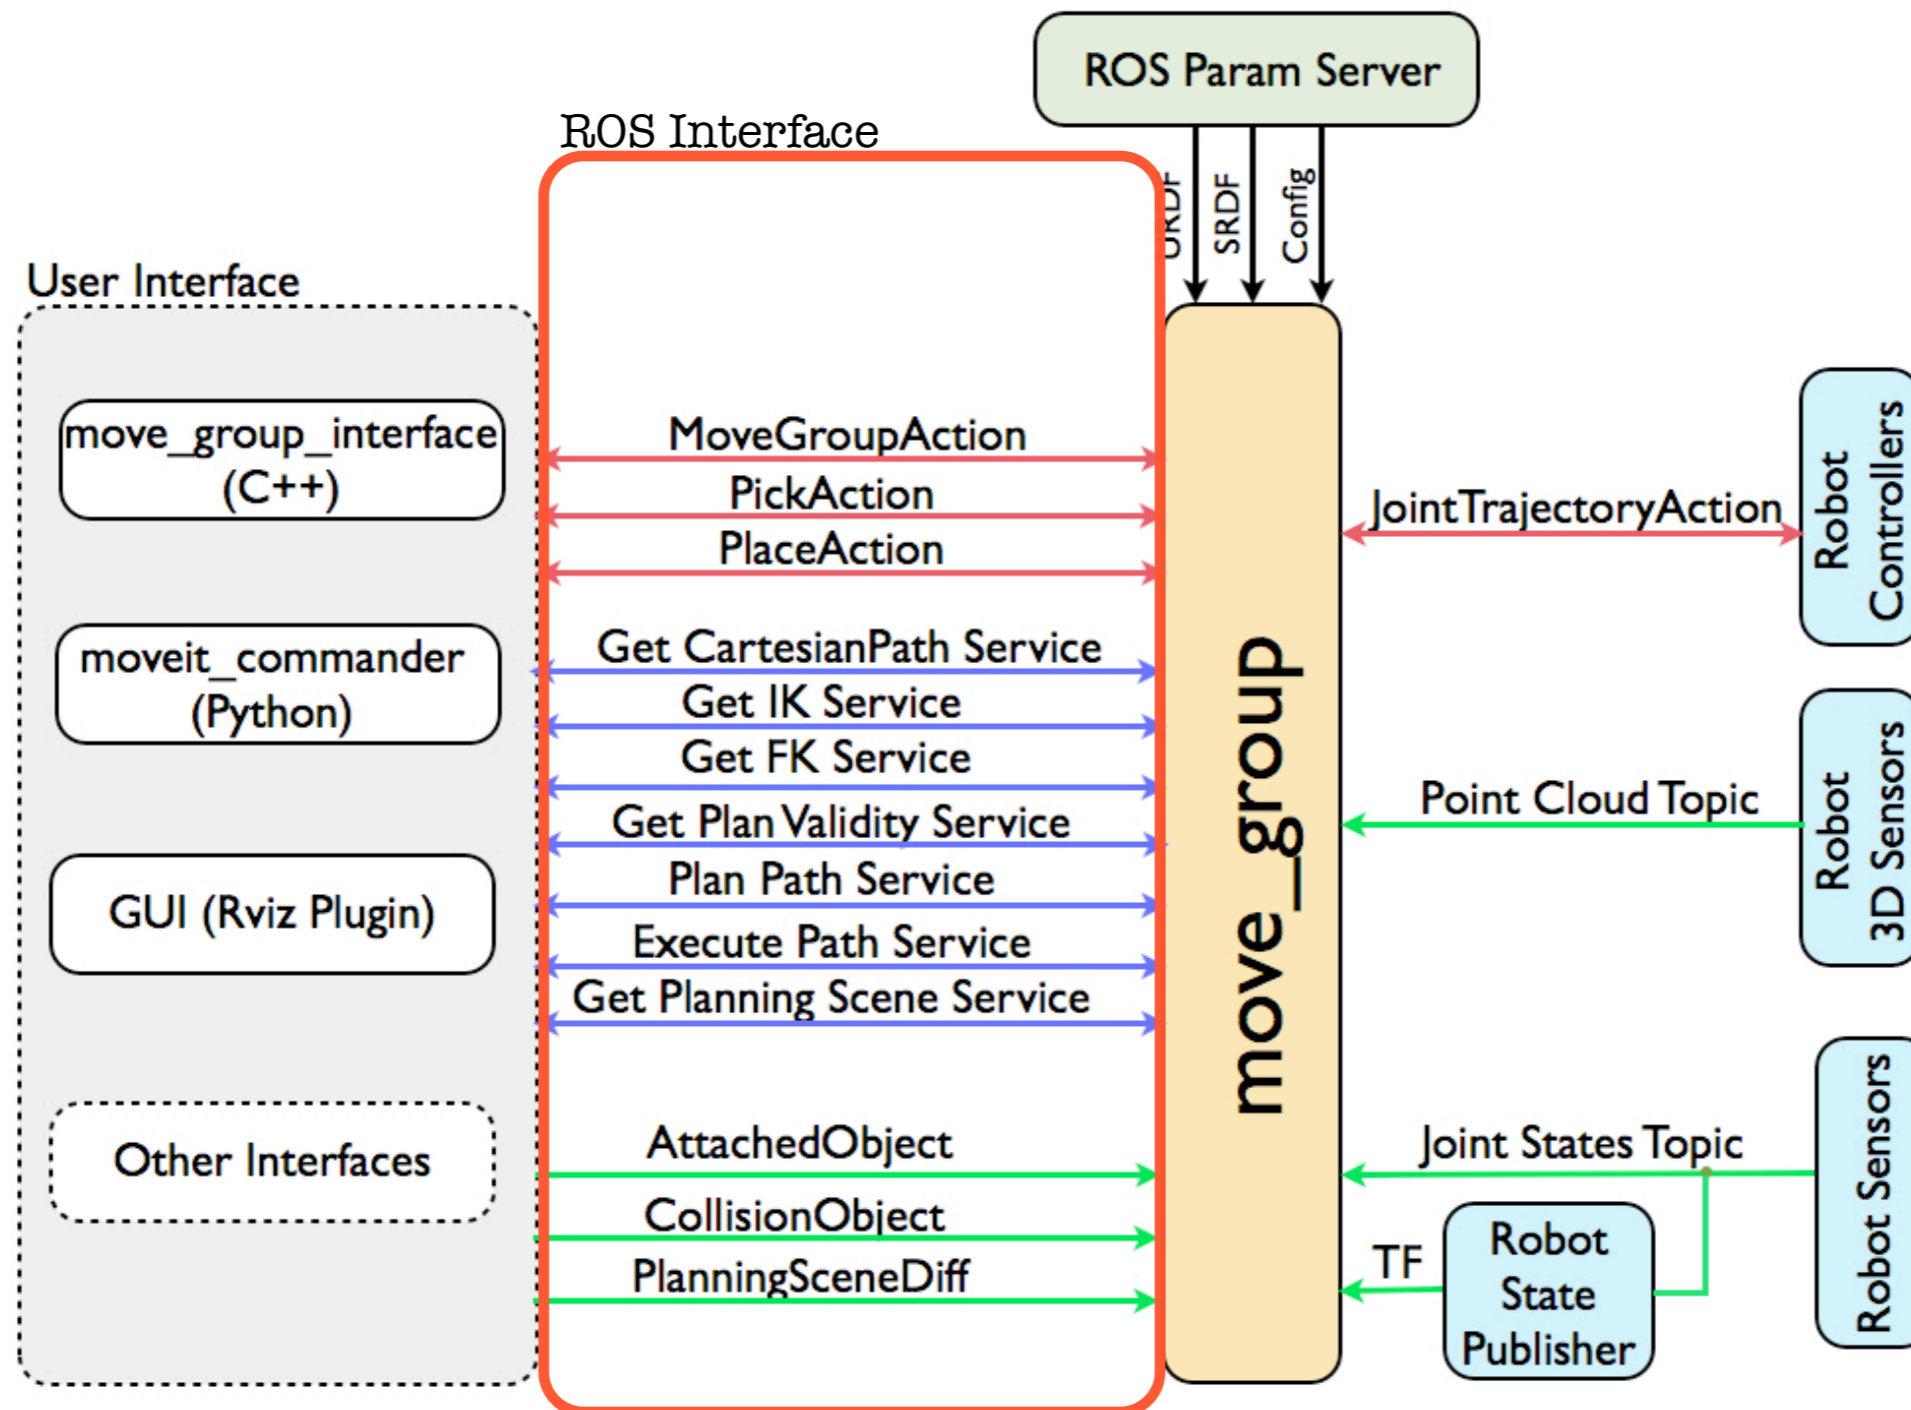 ROS Param Server
ROS Interface
URDF
SRDF
Config
User Interface
move_group_interface
(C++)
moveit_commander
(Python)
GUI (Rviz Plugin)
Other Interfaces
MoveGroupAction
PickAction
PlaceAction
Get CartesianPath Service
Get IK Service
Get FK Service
Get Plan Validity Service
Plan Path Service
Execute Path Service
Get Planning Scene Service
AttachedObject
CollisionObject
PlanningSceneDiff
move_group
JointTrajectoryAction
Robot
Controllers
Point Cloud Topic
Robot
3D Sensors
Joint States Topic
Robot Sensors
TF
Robot
State
Publisher